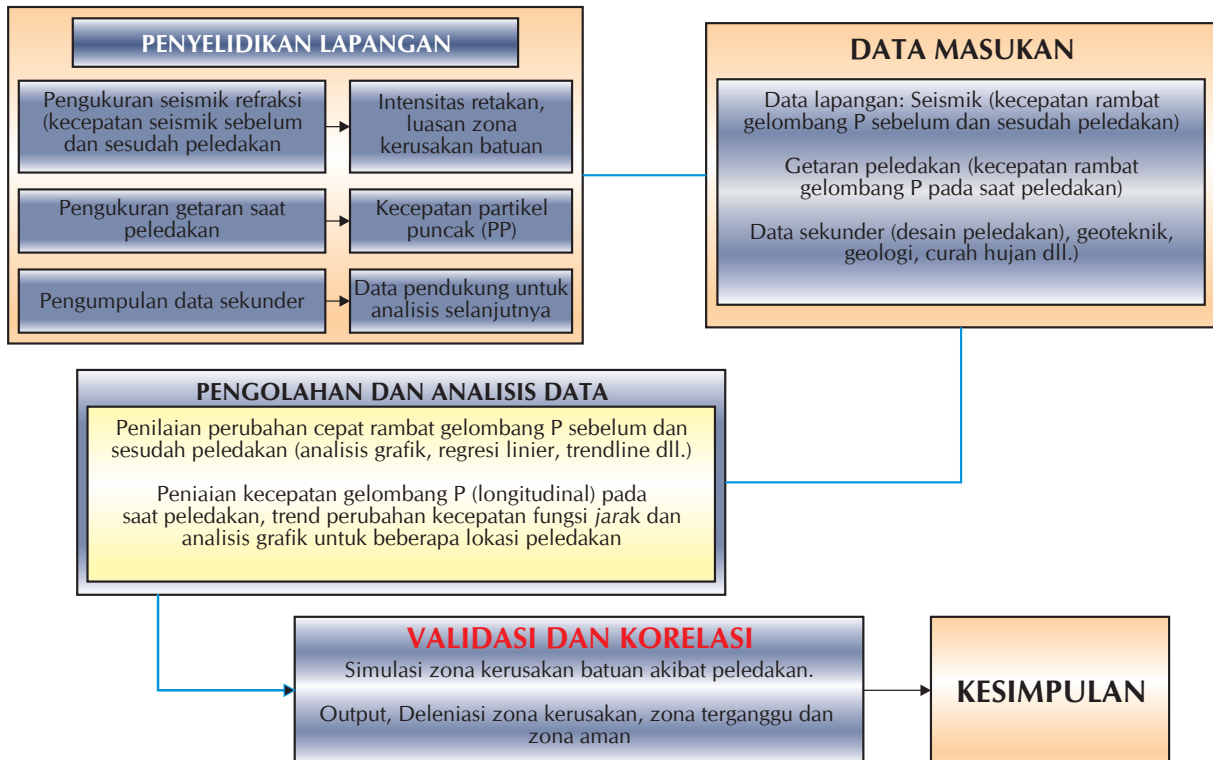 PENYELIDIKAN LAPANGAN
Pengukuran seismik refraksi
(kecepatan seismik sebelum
dan sesudah peledakan
Intensitas retakan,
luasan zona
kerusakan batuan
Pengukuran getaran saat
peledakan
Kecepatan partikel
puncak (PP)
Pengumpulan data sekunder
Data pendukung untuk
analisis selanjutnya
DATA MASUKAN
Data lapangan: Seismik (kecepatan rambat
gelombang P sebelum dan sesudah peledakan)
Getaran peledakan (kecepatan rambat
gelombang P pada saat peledakan)
Data sekunder (desain peledakan), geoteknik,
geologi, curah hujan dll.)
PENGOLAHAN DAN ANALISIS DATA
Penilaian perubahan cepat rambat gelombang P sebelum dan
sesudah peledakan (analisis grafik, regresi linier, trendline dll.)
Peniaian kecepatan gelombang P (longitudinal) pada
saat peledakan, trend perubahan kecepatan fungsi jarak dan
analisis grafik untuk beberapa lokasi peledakan
VALIDASI DAN KORELASI
Simulasi zona kerusakan batuan akibat peledakan.
Output, Deleniasi zona kerusakan, zona terganggu dan
zona aman
KESIMPULAN